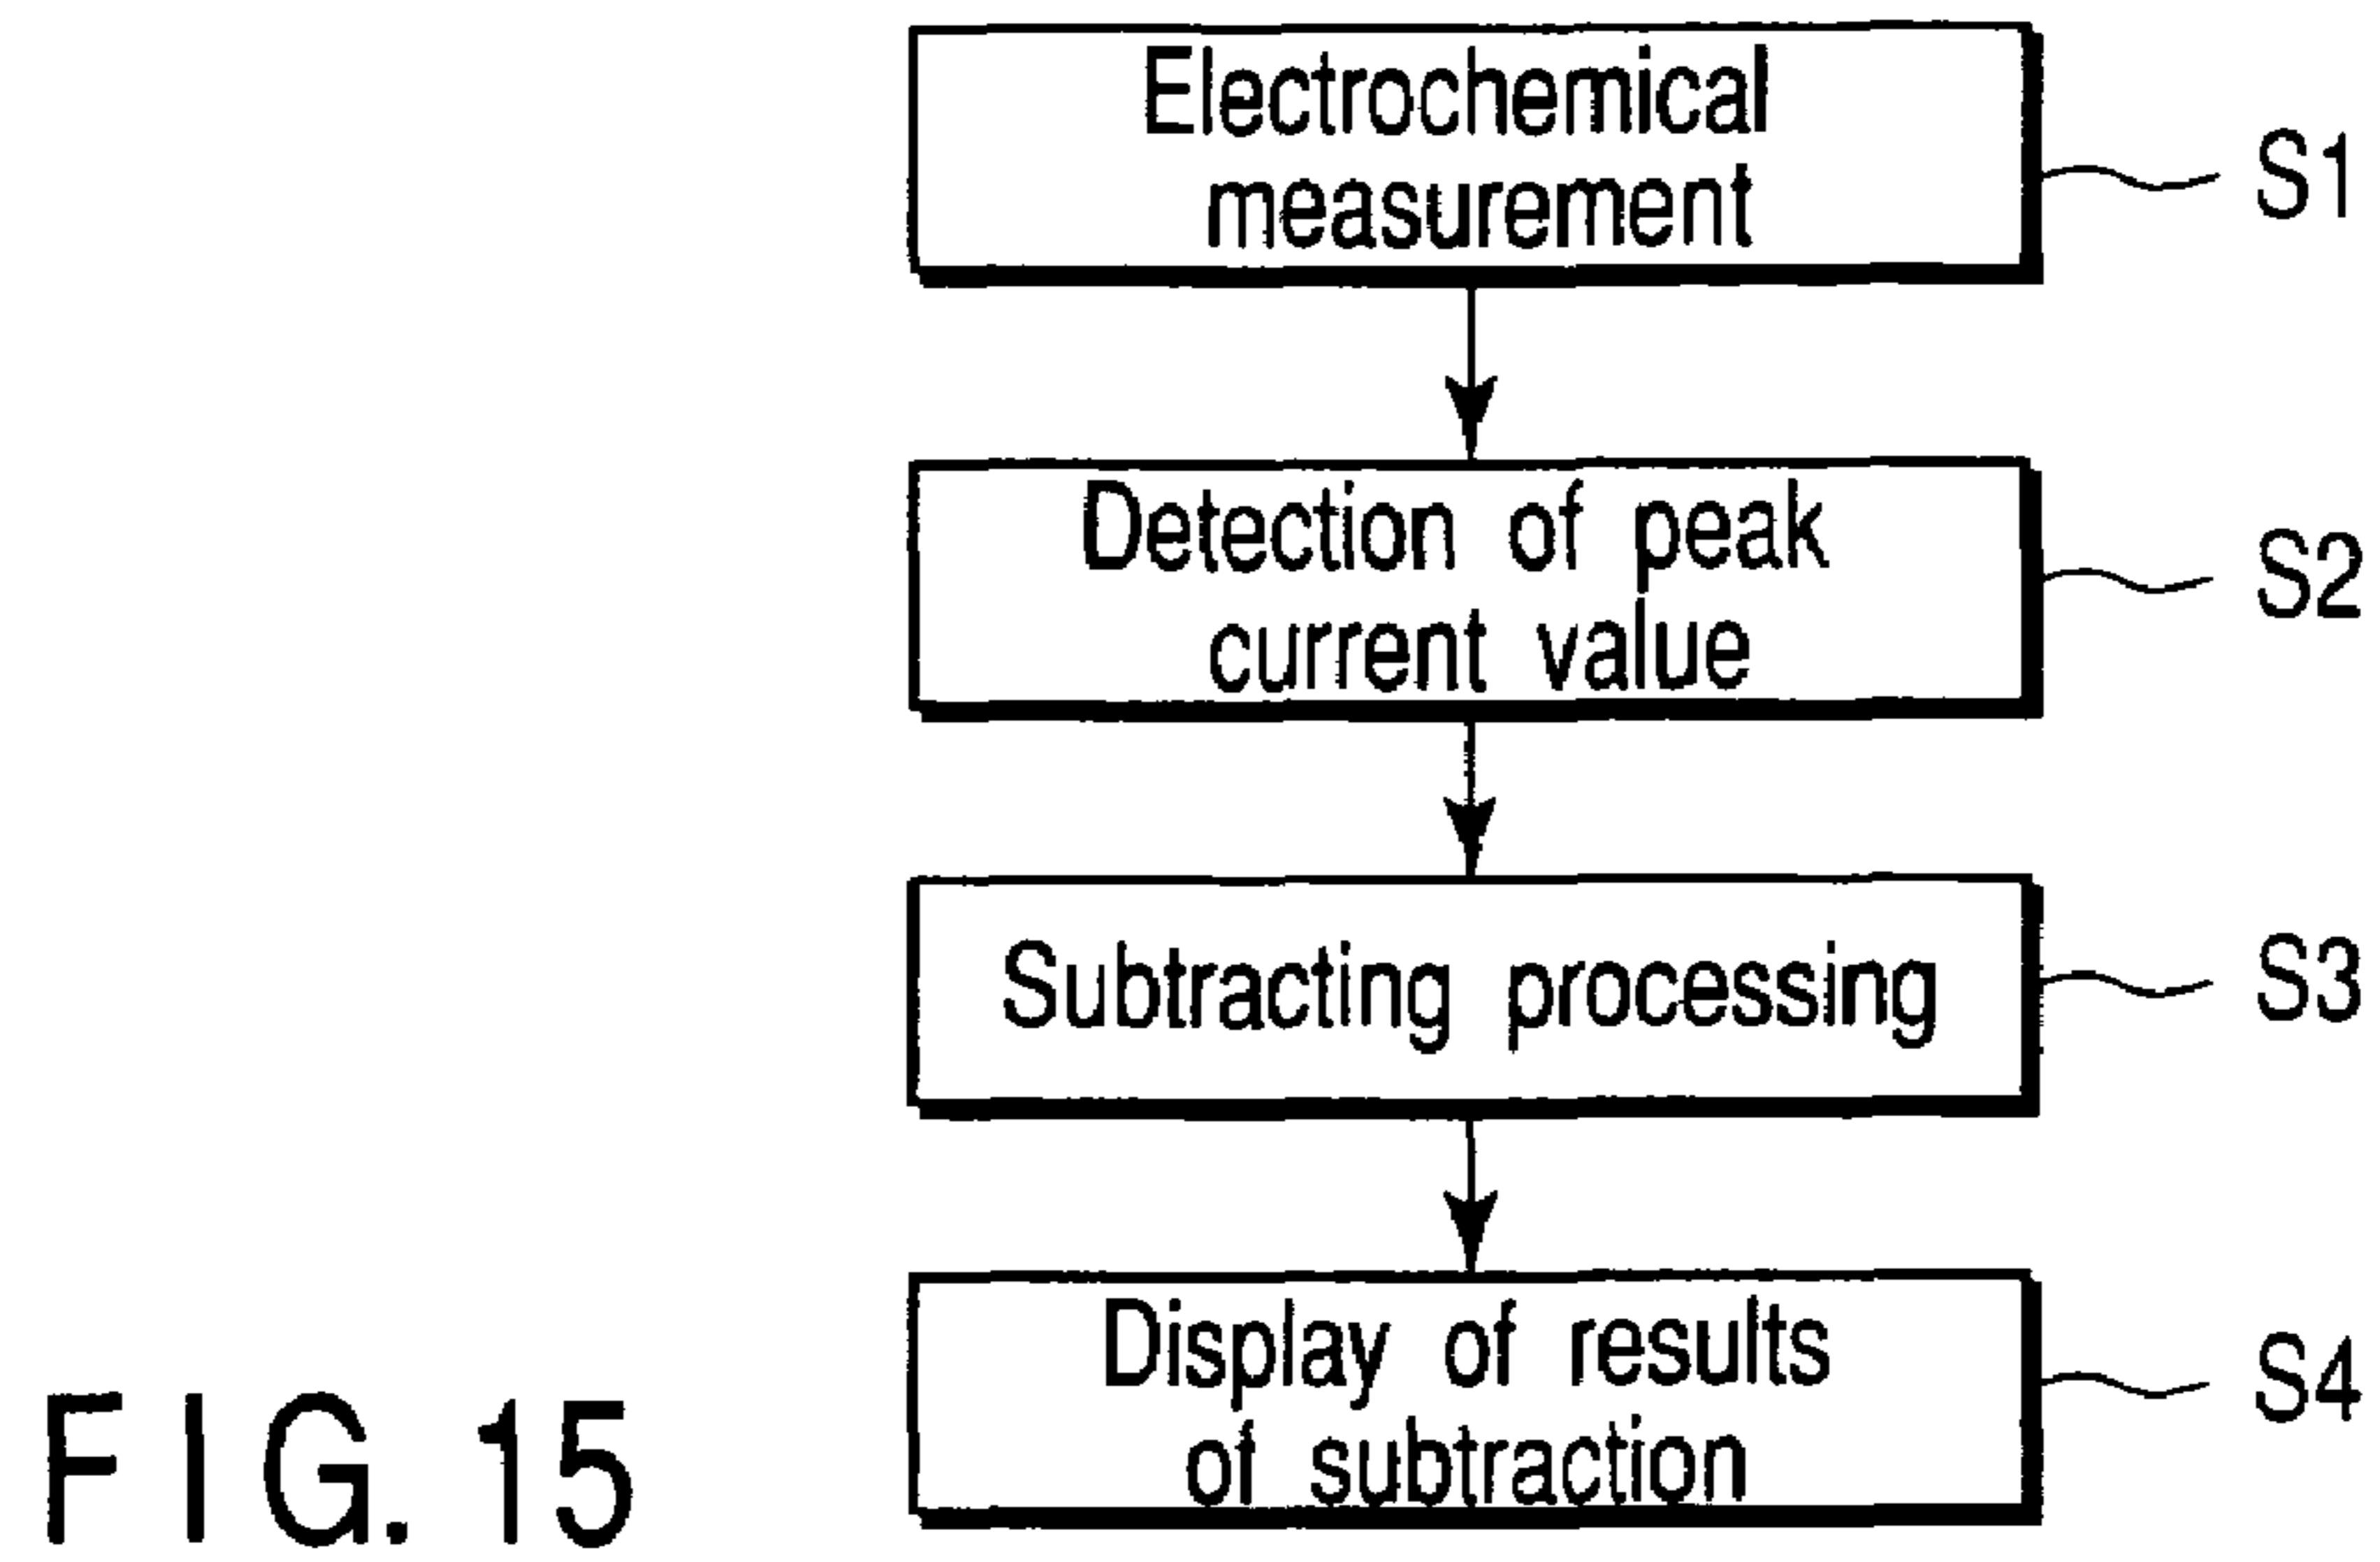 Electrochemical
measurement
S1
Detection of peak
current value
S2
Subtracting processing
S3
Display of results
of subtraction
S4
FIG. 15